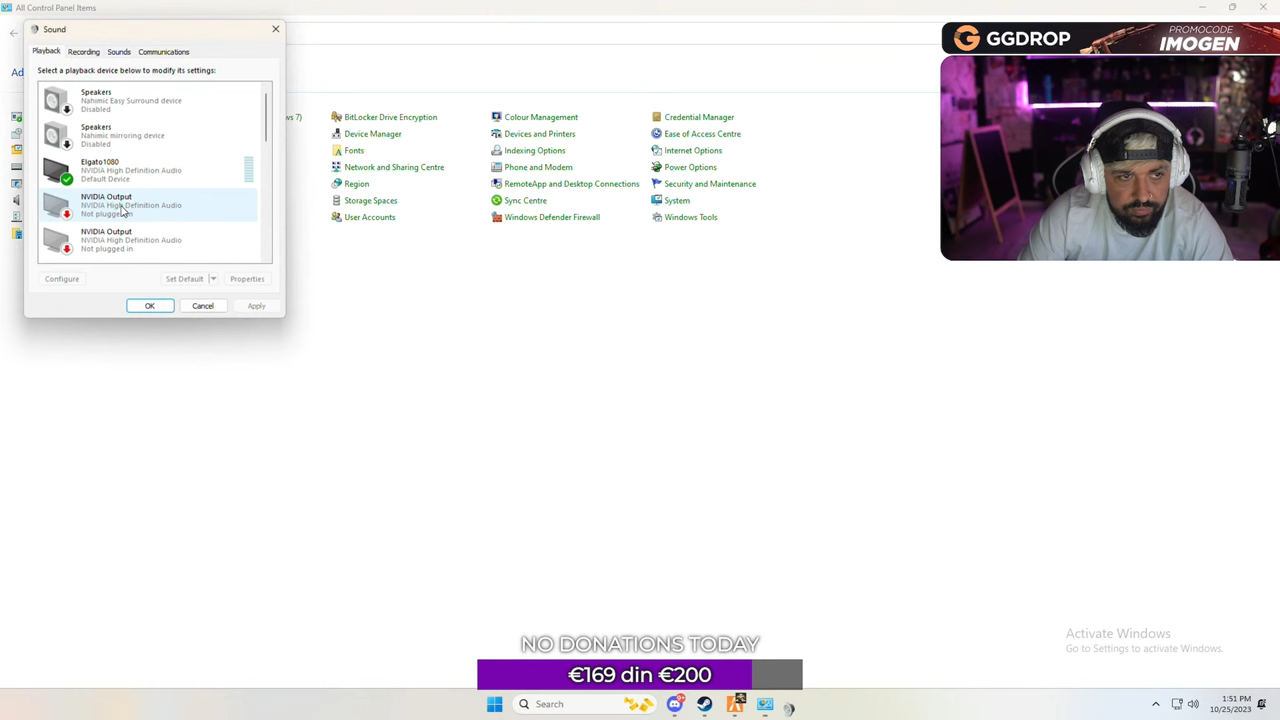 All Control Panel Items
Sound
Playback
Recording
Sounds
Communications
Select a playback device below to modify its settings:
Speakers
Nahimic Easy Surround device
Disabled
Speakers
Nahimic mirroring device
Disabled
Elgato1080
NVIDIA High Definition Audio
Default Device
NVIDIA Output
NVIDIA High Definition Audio
Not plugged in
NVIDIA Output
NVIDIA High Definition Audio
Not plugged in
Configure
Set Default
Properties
OK
Cancel
Apply
Ad
ws 7)
BitLocker Drive Encryption
Colour Management
Credential Manager
Device Manager
Devices and Printers
Ease of Access Centre
Fonts
Indexing Options
Internet Options
Network and Sharing Centre
Phone and Modem
Power Options
Region
RemoteApp and Desktop Connections
Security and Maintenance
Storage Spaces
Sync Centre
System
User Accounts
Windows Defender Firewall
Windows Tools
GGDROP
PROMOCODE
IMOGEN
NO DONATIONS TODAY
€169 din €200
Activate Windows
Go to Settings to activate Windows.
Search
1:51 PM
10/25/2023